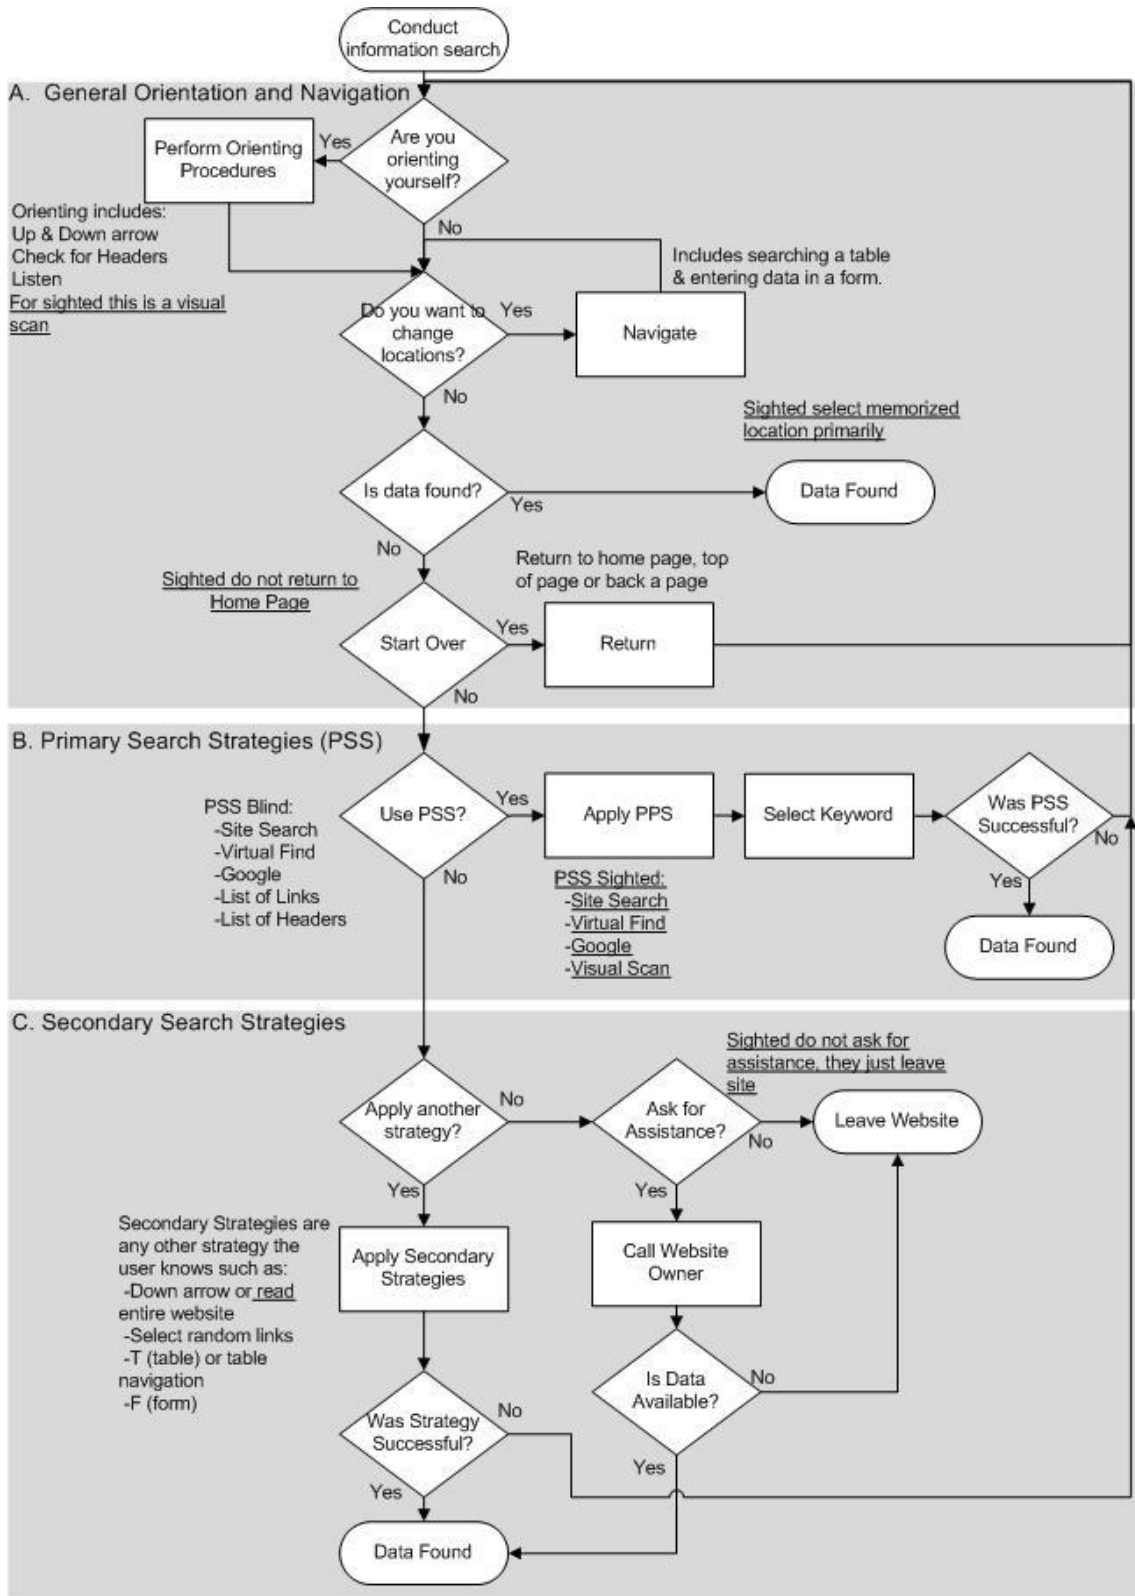 Conduct
information search
A. General Orientation and Navigation
Perform Orienting
Procedures
Yes
Are you
orienting
yourself?
Orienting includes:
Up & Down arrow
Check for Headers
Listen
For sighted this is a visual
scan
No
Includes searching a table
& entering data in a form.
Do you want to
change
locations?
Yes
Navigate
No
Sighted select memorized
location primarily
Is data found?
Yes
Data Found
No
Sighted do not return to
Home Page
Return to home page, top
of page or back a page
Start Over
Yes
Return
No
B. Primary Search Strategies (PSS)
PSS Blind:
-Site Search
-Virtual Find
-Google
-List of Links
-List of Headers
Use PSS?
Yes
Apply PPS
Select Keyword
Was PSS
Successful?
No
No
PSS Sighted:
-Site Search
-Virtual Find
-Google
-Visual Scan
Yes
Data Found
C. Secondary Search Strategies
Sighted do not ask for
assistance, they just leave
site
Apply another
strategy?
No
Ask for
Assistance?
No
Leave Website
Yes
Yes
Secondary Strategies are
any other strategy the
user knows such as:
-Down arrow or read
entire website
-Select random links
-T (table) or table
navigation
-F (form)
Apply Secondary
Strategies
Call Website
Owner
Is Data
Available?
No
Was Strategy
Successful?
No
Yes
Yes
Data Found